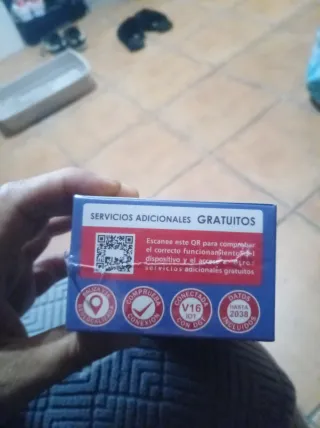 SERVICIOS ADICIONALES GRATUITOS
Escanea este QR para comprobar
el correcto funcionamiento del
dispositivo y el acceso a otros
servicios adicionales gratuitos
COMPRUEBA
CONEXIÓN
CONECTADA
V16
IOT
CON DGT
DATOS
HASTA
2038
INCLUIDOS